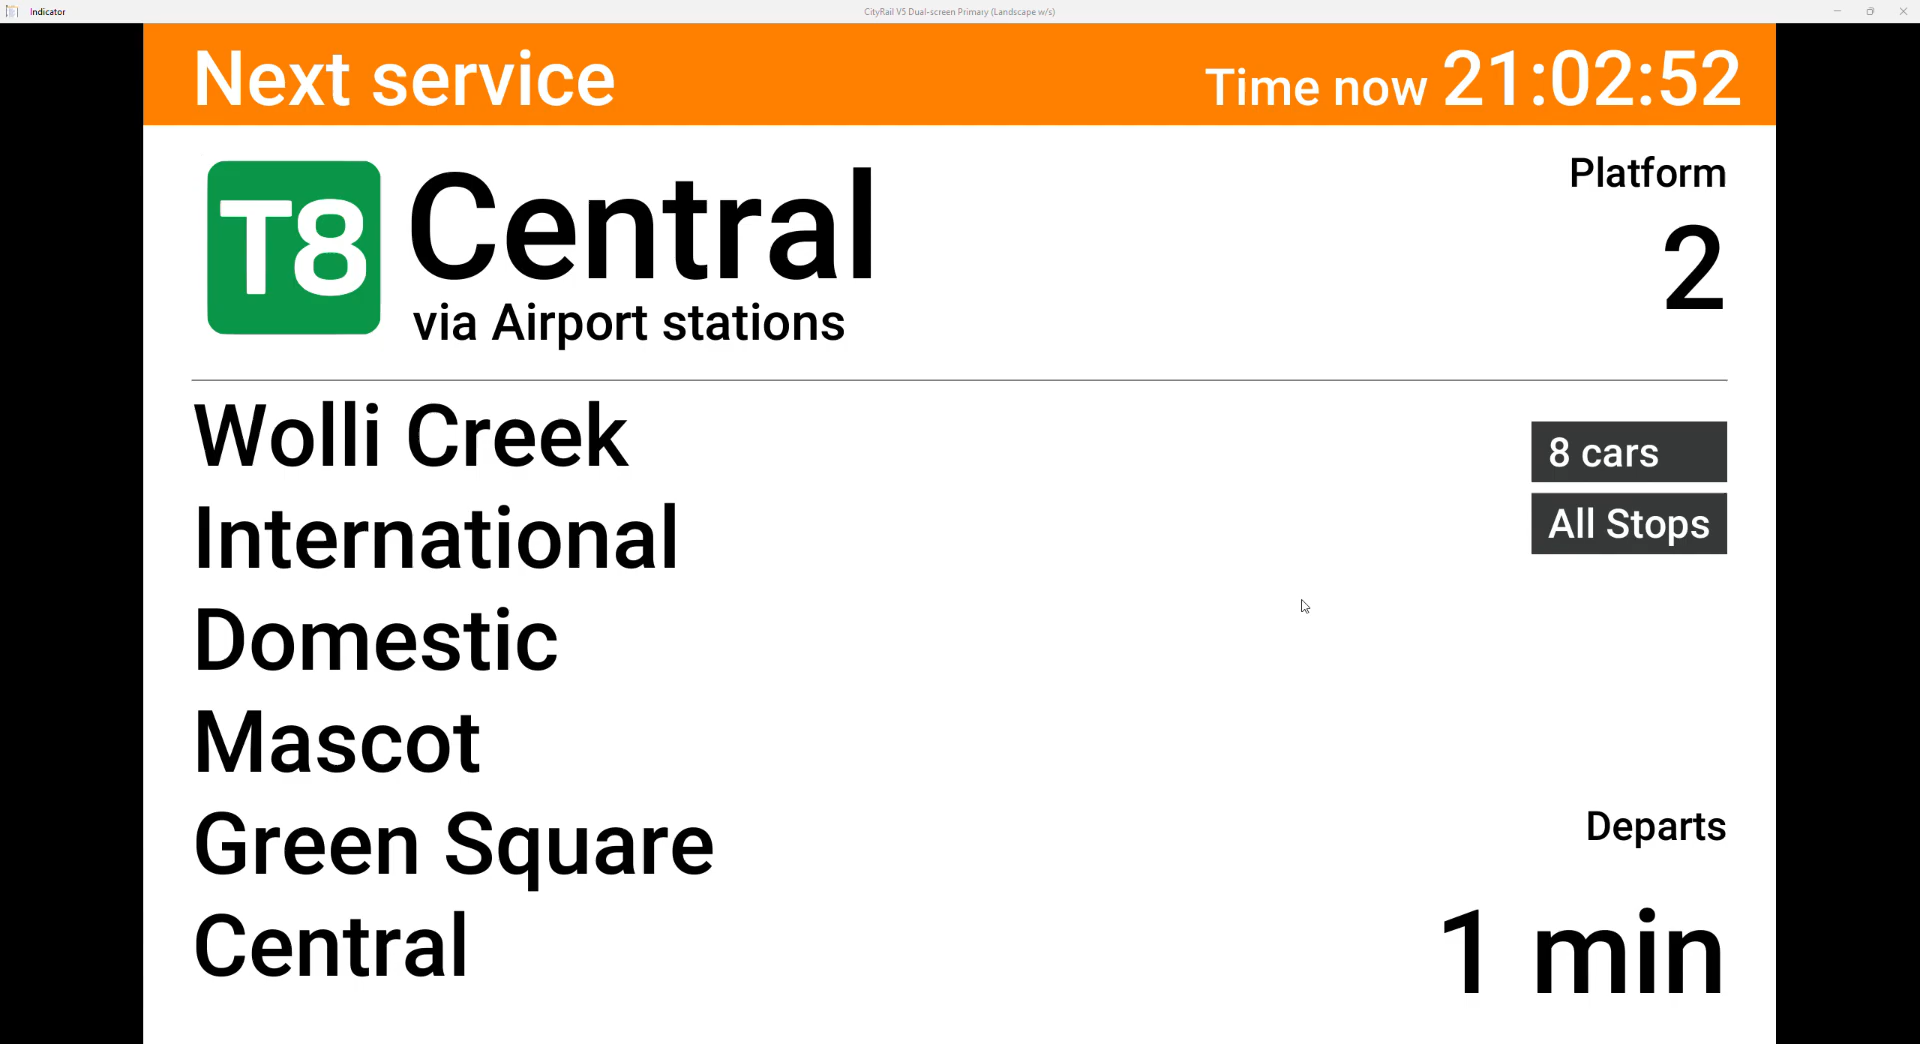 Indicator
CityRail V5 Dual-screen Primary (Landscape w/s)
Next service
Time now 21:02:52
T8
Central
via Airport stations
Platform
2
Wolli Creek
International
Domestic
Mascot
Green Square
Central
8 cars
All Stops
Departs
1 min